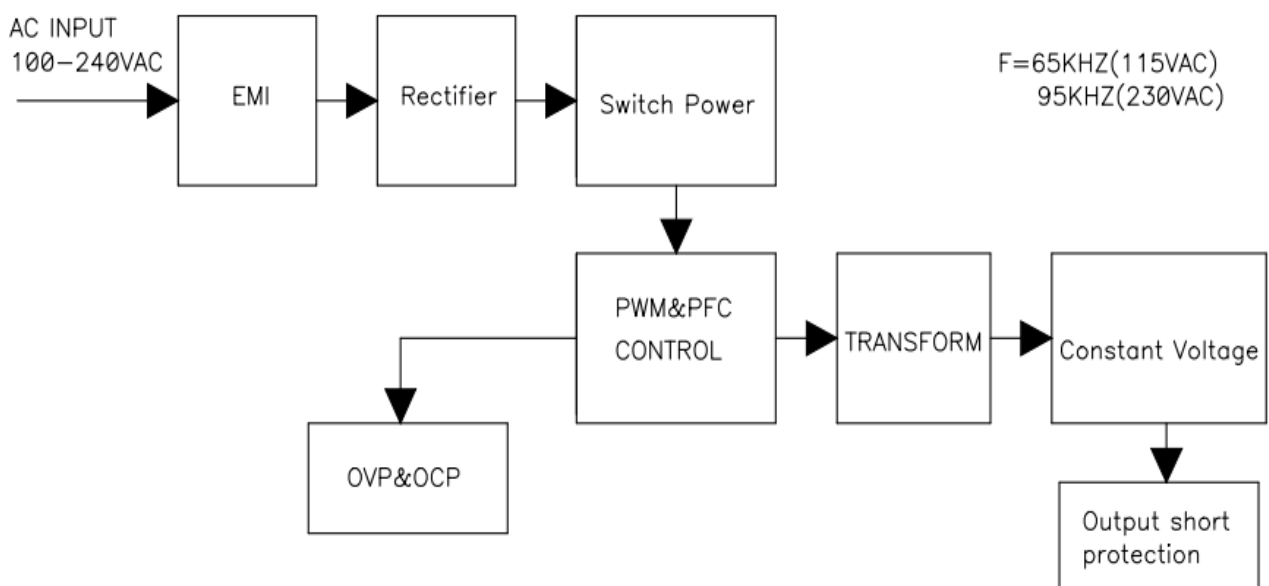 AC INPUT
100-240VAC
EMI
Rectifier
Switch Power
F=65KHZ(115VAC)
95KHZ(230VAC)
PWM&PFC
CONTROL
TRANSFORM
Constant Voltage
OVP&OCP
Output short
protection